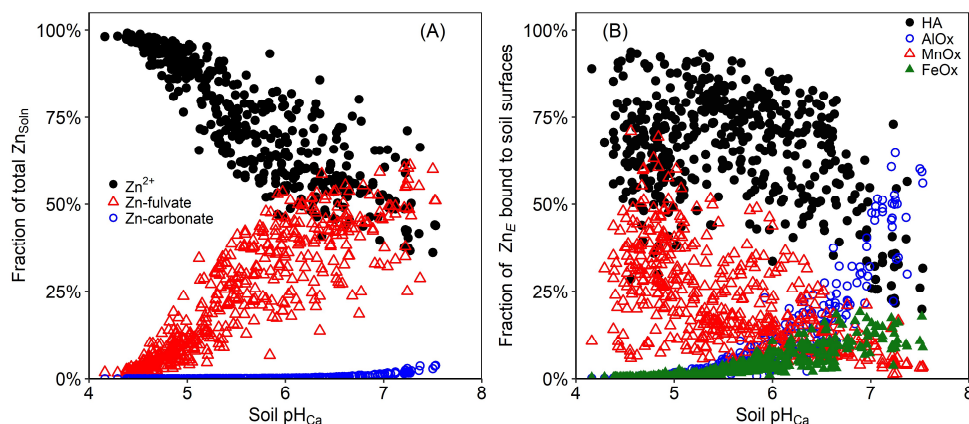 (A)
Fraction of total Zn_Soln
100%
75%
50%
25%
0%
Zn²⁺
Zn-fulvate
Zn-carbonate
4 5 6 7 8
Soil pH_Ca
(B)
Fraction of Zn_E bound to soil surfaces
100%
75%
50%
25%
0%
HA
AlOx
MnOx
FeOx
4 5 6 7 8
Soil pH_Ca